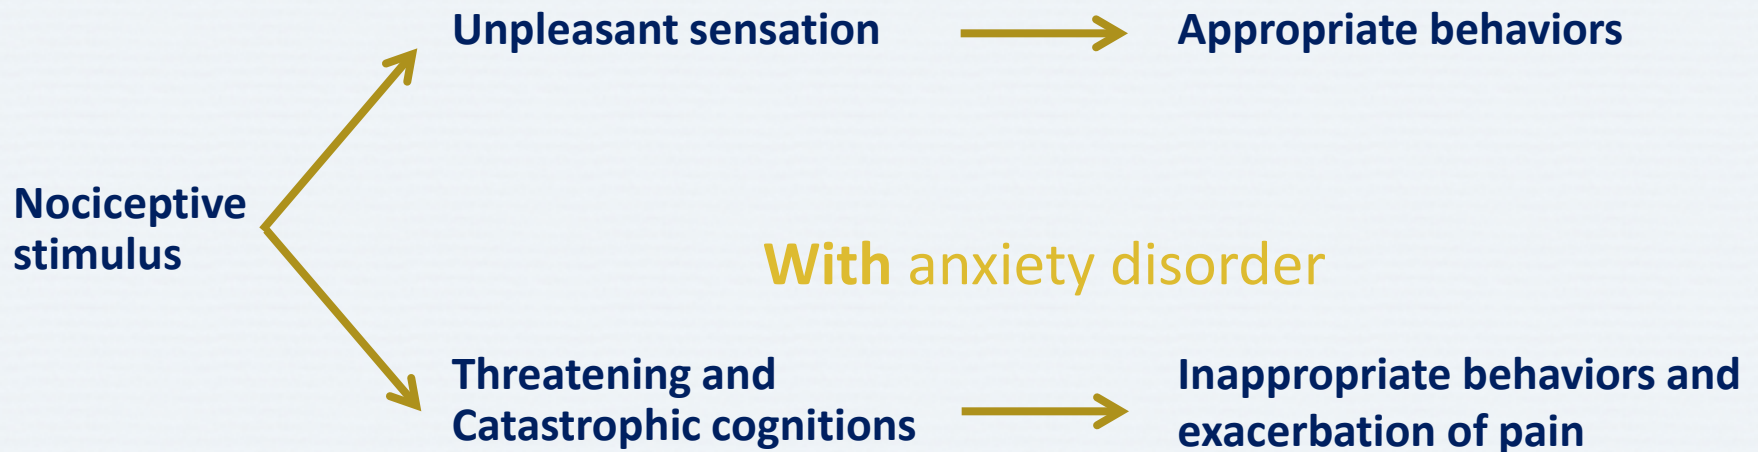 Unpleasant sensation
Appropriate behaviors
Nociceptive
stimulus
With anxiety disorder
Threatening and
Catastrophic cognitions
Inappropriate behaviors and
exacerbation of pain